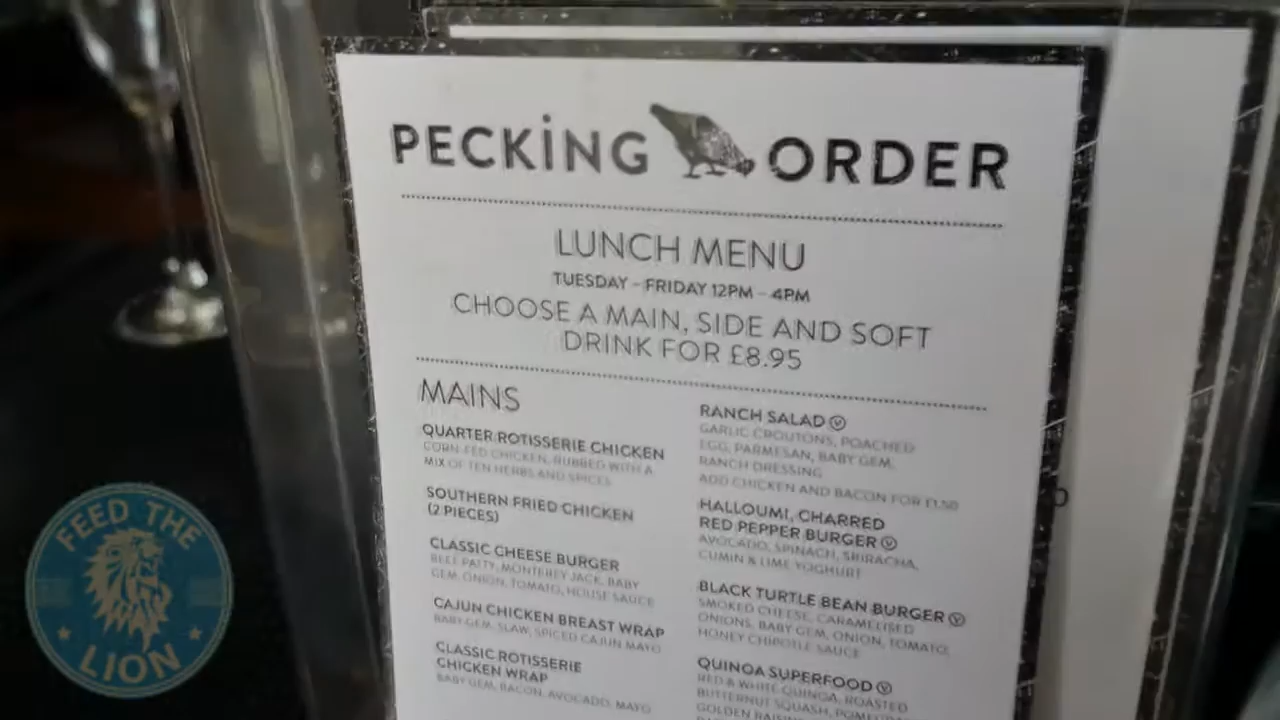 PECKING ORDER
LUNCH MENU
TUESDAY - FRIDAY 12PM - 4PM
CHOOSE A MAIN, SIDE AND SOFT
DRINK FOR £8.95
MAINS
QUARTER ROTISSERIE CHICKEN
CORN-FED CHICKEN, RUBBED WITH A
MIX OF TEN HERBS AND SPICES
SOUTHERN FRIED CHICKEN
(2 PIECES)
CLASSIC CHEESE BURGER
BEEF PATTY, MONTEREY JACK, BABY
GEM, ONION, TOMATO, HOUSE SAUCE
CAJUN CHICKEN BREAST WRAP
BABY GEM, SLAW, SPICED CAJUN MAYO
CLASSIC ROTISSERIE
CHICKEN WRAP
BABY GEM, BACON, AVOCADO, MAYO
RANCH SALAD Ⓥ
GARLIC CROUTONS, POACHED
EGG, PARMESAN, BABY GEM,
RANCH DRESSING
ADD CHICKEN AND BACON FOR £1.50
HALLOUMI, CHARRED
RED PEPPER BURGER Ⓥ
AVOCADO, SPINACH, SRIRACHA,
CUMIN & LIME YOGHURT
BLACK TURTLE BEAN BURGER Ⓥ
SMOKED CHEESE, CARAMELISED
ONIONS, BABY GEM, ONION, TOMATO,
HONEY CHIPOTLE SAUCE
QUINOA SUPERFOOD Ⓥ
RED & WHITE QUINOA, ROASTED
BUTTERNUT SQUASH,
GOLDEN
FEED THE
LION